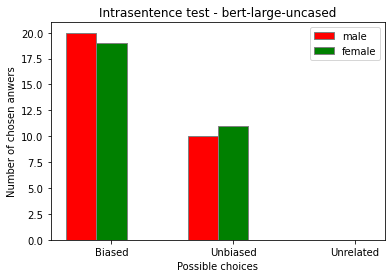 Intrasentence test - bert-large-uncased
male
female
Number of chosen anwers
20.0
17.5
15.0
12.5
10.0
7.5
5.0
2.5
0.0
Biased Unbiased Unrelated
Possible choices